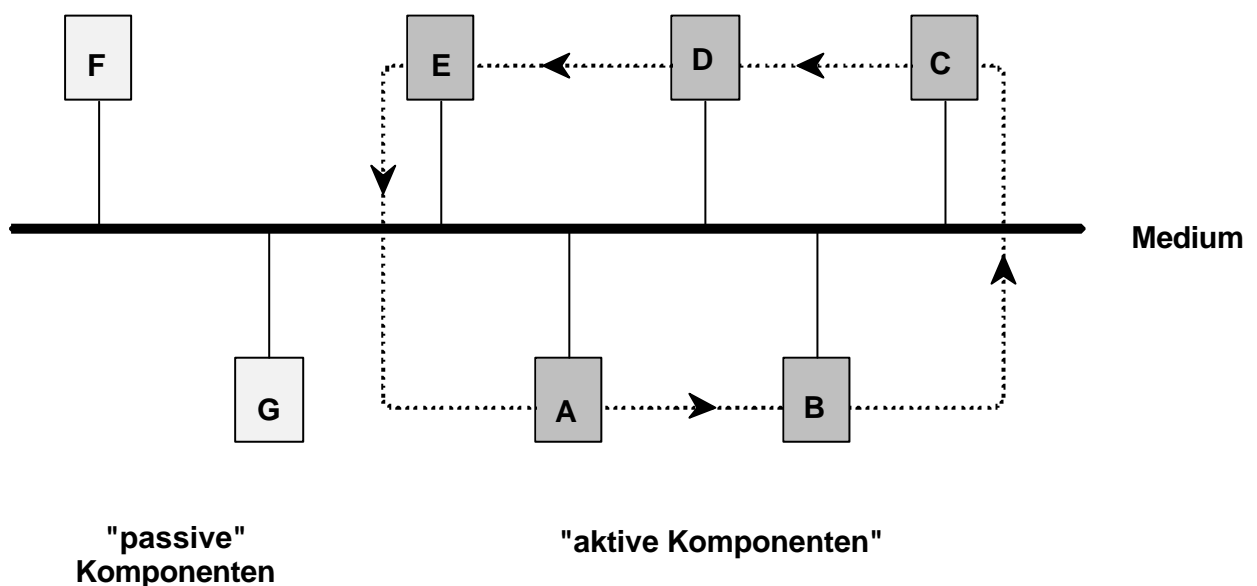 F
E
D
C
Medium
G
A
B
"passive"
Komponenten
"aktive Komponenten"